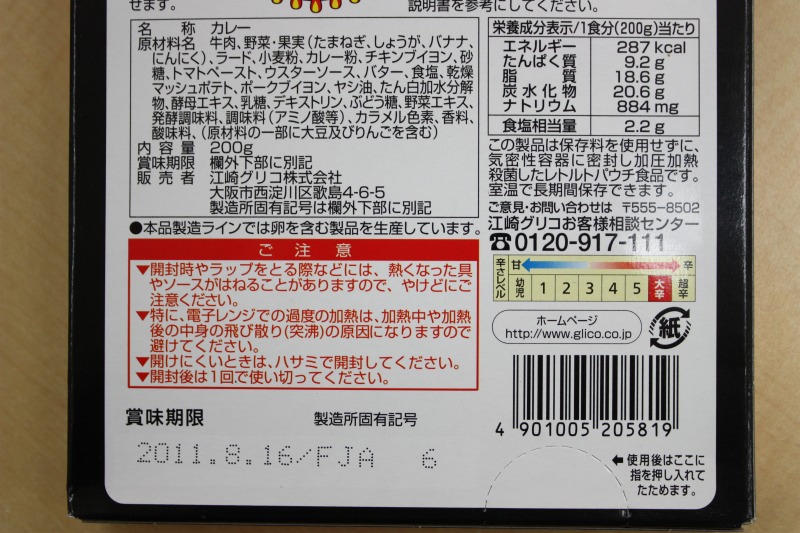 せます。
説明書を参考にしてください。
名称 カレー
原材料名 牛肉、野菜・果実(たまねぎ、しょうが、バナナ、
にんにく)、ラード、小麦粉、カレー粉、チキンブイヨン、砂
糖、トマトペースト、ウスターソース、バター、食塩、乾燥
マッシュポテト、ポークブイヨン、ヤシ油、たん白加水分解
物、酵母エキス、乳糖、デキストリン、ぶどう糖、野菜エキス、
発酵調味料、調味料(アミノ酸等)、カラメル色素、香料、
酸味料、(原材料の一部に大豆及びりんごを含む)
内容量 200g
賞味期限 欄外下部に別記
販売者 江崎グリコ株式会社
大阪市西淀川区歌島4-6-5
製造所固有記号は欄外下部に別記
●本品製造ラインでは卵を含む製品を生産しています。
ご注意
▼開封時やラップをとる際などには、熱くなった具
やソースがはねることがありますので、やけどにご
注意ください。
▼特に、電子レンジでの過度の加熱は、加熱中や加熱
後の中身の飛び散り(突沸)の原因になりますので
避けてください。
▼開けにくいときは、ハサミで開封してください。
▼開封後は1回で使い切ってください。
賞味期限 製造所固有記号
2011.8.16/FJA 6
栄養成分表示/1食分(200g)当たり
エネルギー 287 kcal
たんぱく質 9.2 g
脂質 18.6 g
炭水化物 20.6 g
ナトリウム 884 mg
食塩相当量 2.2 g
この製品は保存料を使用せずに、
気密性容器に密封し加圧加熱
殺菌したレトルトパウチ食品です。
室温で長期間保存できます。
ご意見・お問い合わせは 〒555-8502
江崎グリコお客様相談センター
☎0120-917-111
辛さレベル 甘 辛
幼児 1 2 3 4 5 大辛 超辛
ホームページ
http://www.glico.co.jp
紙
4 901005 205819
←使用後はここに
指を押し入れて
たためます。